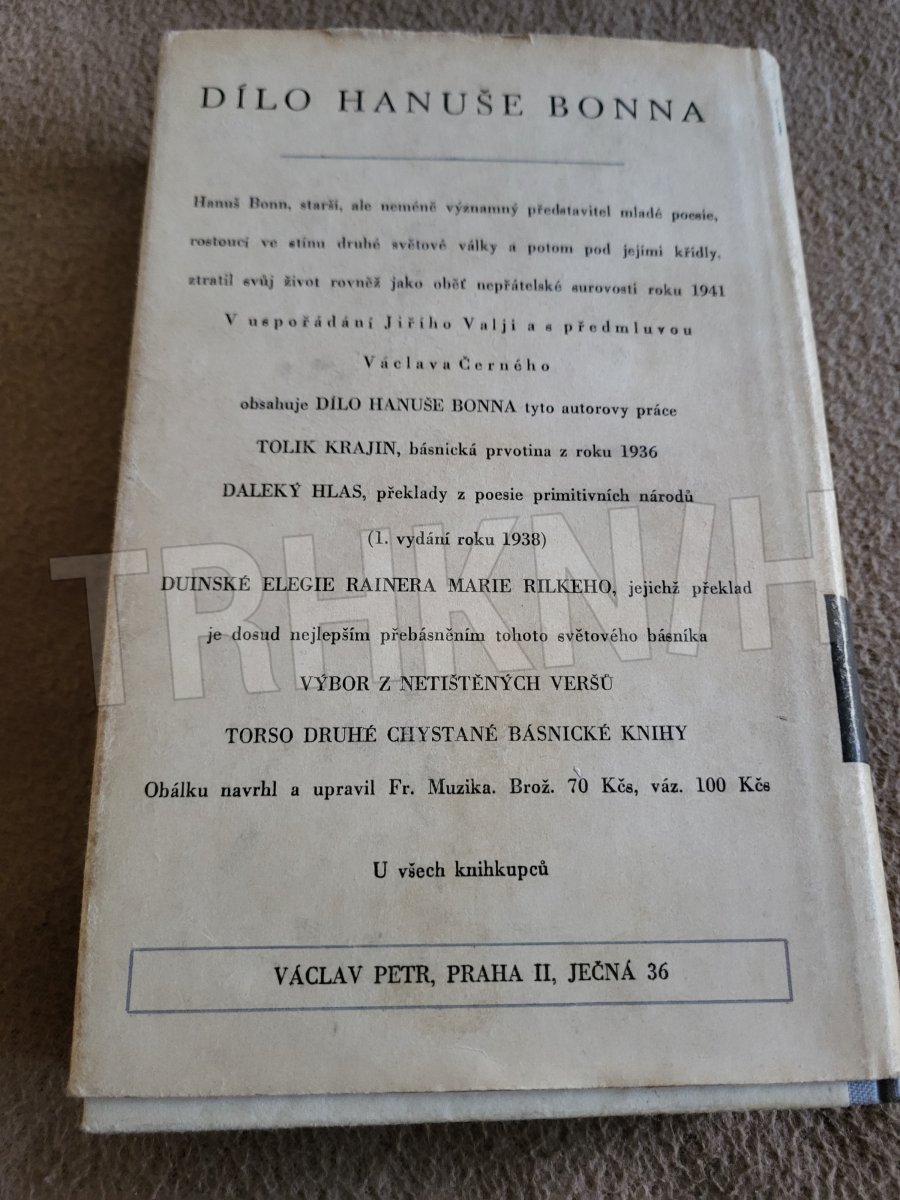 DÍLO HANUŠE BONNA
Hanuš Bonn, starší, ale neméně významný představitel mladé poesie,
rostoucí ve stínu druhé světové války a potom pod jejími křídly,
ztratil svůj život rovněž jako oběť nepřátelské surovosti roku 1941
V uspořádání Jiřího Valji a s předmluvou
Václava Černého
obsahuje DÍLO HANUŠE BONNA tyto autorovy práce
TOLIK KRAJIN, básnická prvotina z roku 1936
DALEKÝ HLAS, překlady z poesie primitivních národů
(1. vydání roku 1938)
DUINSKÉ ELEGIE RAINERA MARIE RILKEHO, jejichž překlad
je dosud nejlepším přebásněním tohoto světového básníka
VÝBOR Z NETIŠTĚNÝCH VERŠŮ
TORSO DRUHÉ CHYSTANÉ BÁSNICKÉ KNIHY
Obálku navrhl a upravil Fr. Muzika. Brož. 70 Kčs, váz. 100 Kčs
U všech knihkupců
VÁCLAV PETR, PRAHA II, JEČNÁ 36
TRHKNIH